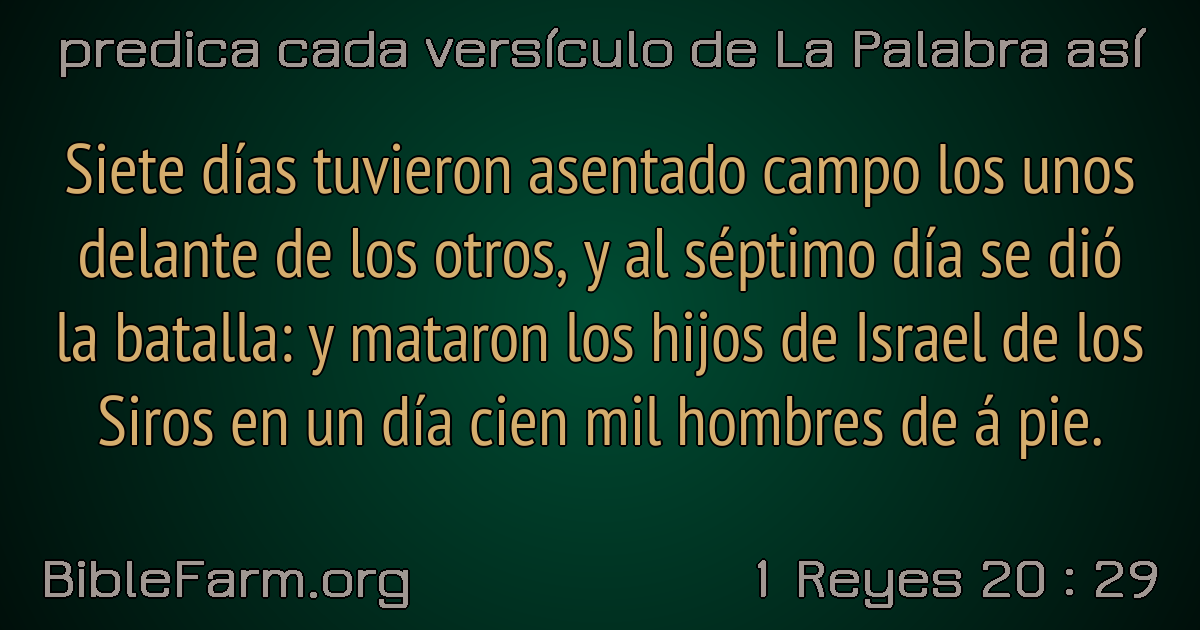 predica cada versículo de La Palabra así
Siete días tuvieron asentado campo los unos
delante de los otros, y al séptimo día se dió
la batalla: y mataron los hijos de Israel de los
Siros en un día cien mil hombres de á pie.
BibleFarm.org
1 Reyes 20 : 29